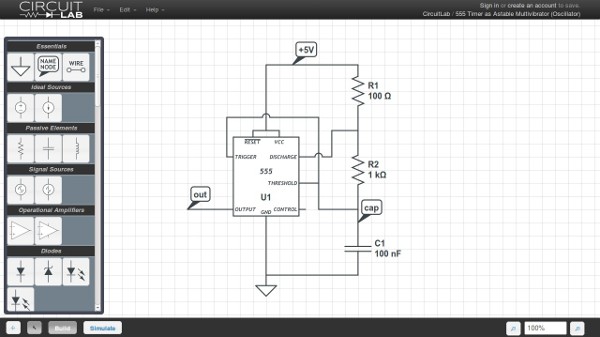 CIRCUIT LAB
File Edit Help
Sign in or create an account to save.
CircuitLab / 555 Timer as Astable Multivibrator (Oscillator)
Essentials
NAME NODE
WIRE
Ideal Sources
Passive Elements
Signal Sources
Operational Amplifiers
Diodes
+5V
R1
100 Ω
RESET VCC
TRIGGER DISCHARGE
555
THRESHOLD
U1
OUTPUT GND CONTROL
R2
1 kΩ
out
cap
C1
100 nF
Build
Simulate
100%